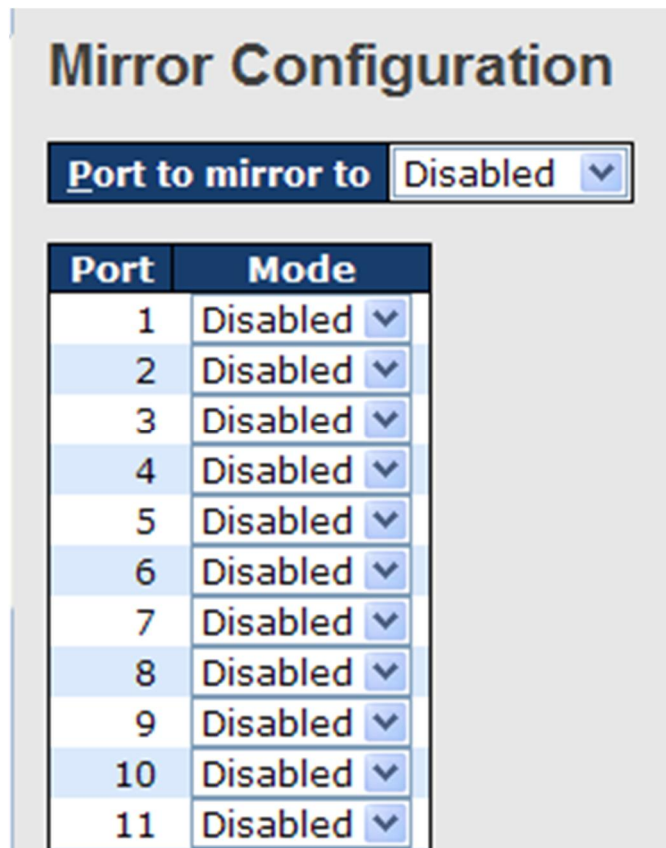 Mirror Configuration
Port to mirror to Disabled
Port Mode
1 Disabled
2 Disabled
3 Disabled
4 Disabled
5 Disabled
6 Disabled
7 Disabled
8 Disabled
9 Disabled
10 Disabled
11 Disabled